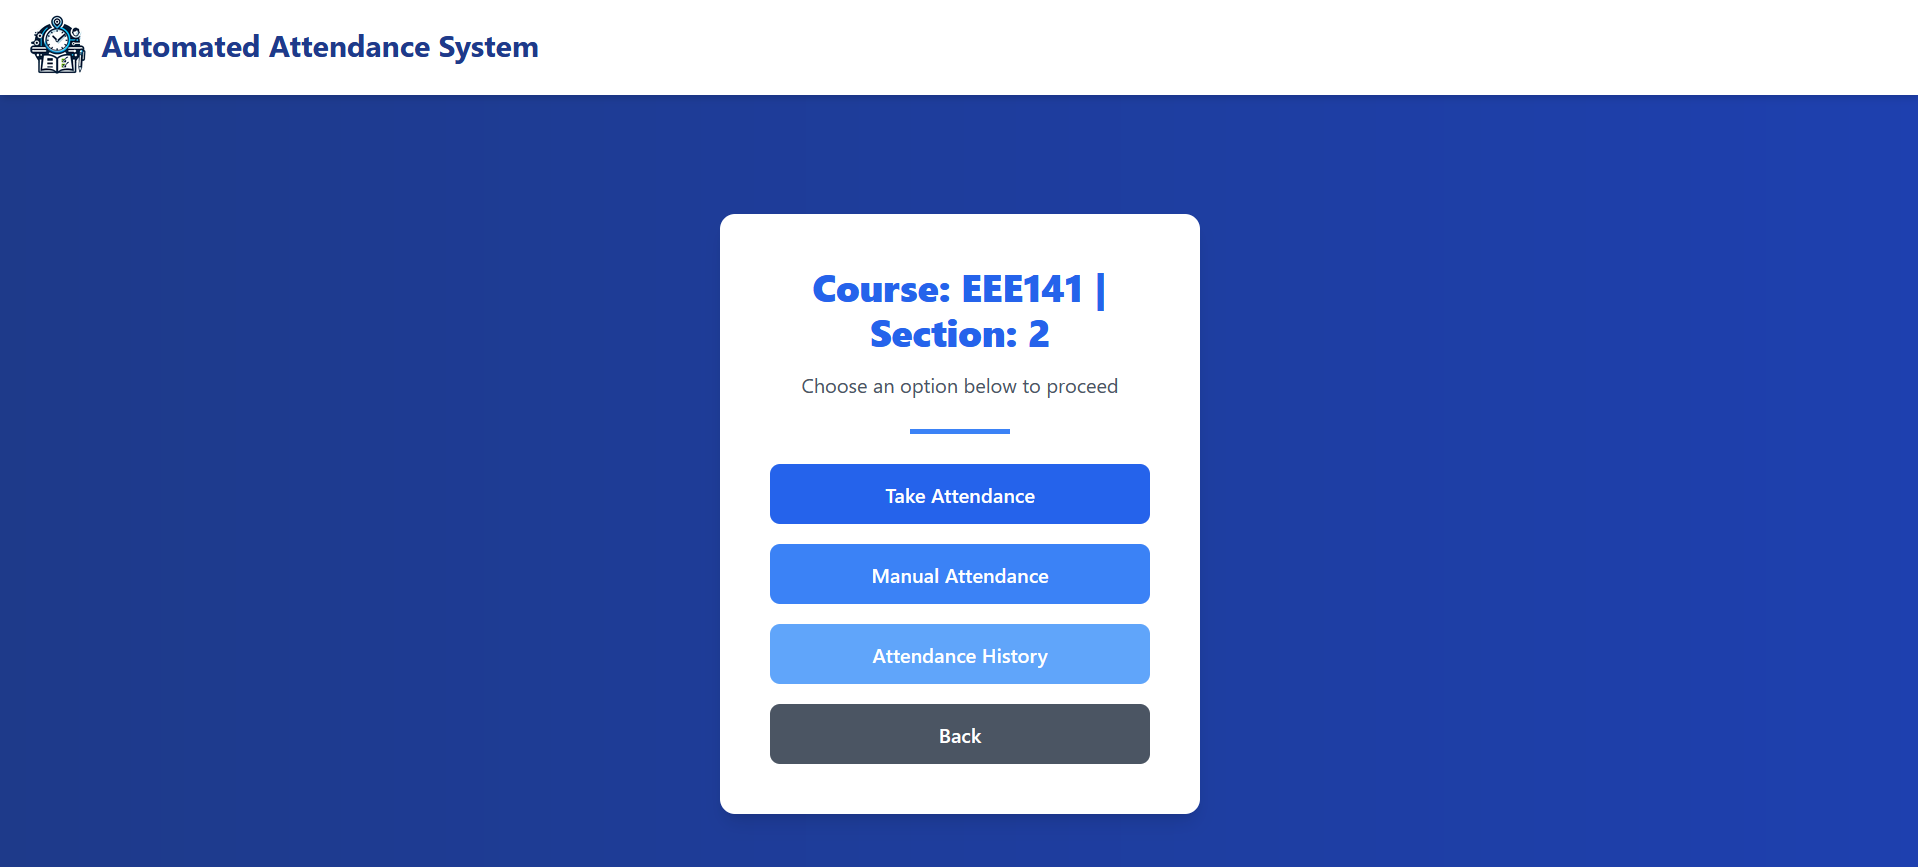 Automated Attendance System
Course: EEE141 |
Section: 2
Choose an option below to proceed
Take Attendance
Manual Attendance
Attendance History
Back